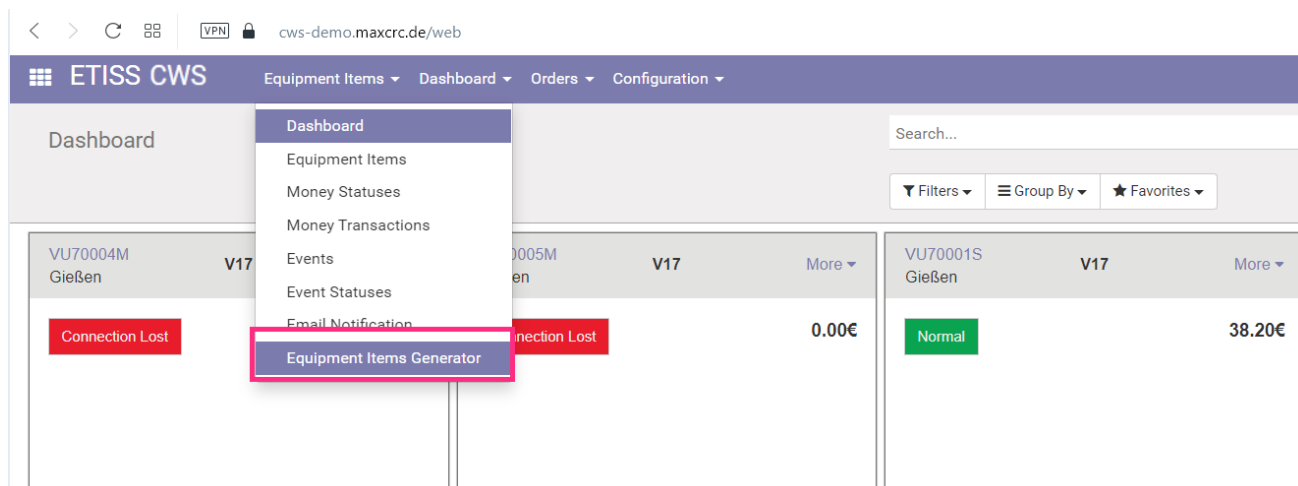 VPN cws-demo.maxcrc.de/web
ETISS CWS Equipment Items Dashboard Orders Configuration
Dashboard
Search...
Filters Group By Favorites
Dashboard
Equipment Items
Money Statuses
Money Transactions
Events
Event Statuses
Email Notification
Equipment Items Generator
VU70004M
Gießen
V17
Connection Lost
0005M
en
V17
More
nection Lost
0.00€
VU70001S
Gießen
V17
More
Normal
38.20€